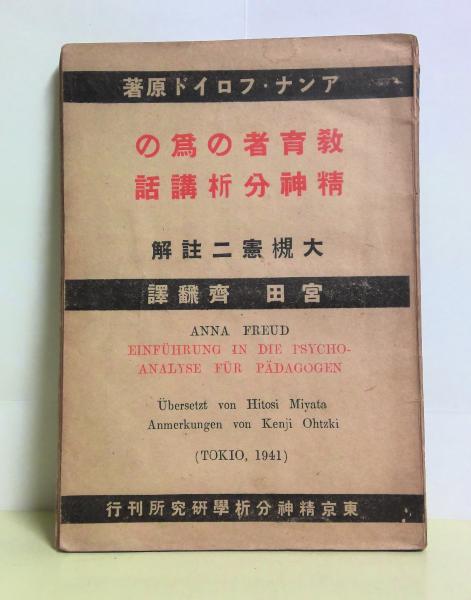 アンナ・フロイド原著
教育者の爲の
精神分析講話
大槻憲二註解
宮田齊飜譯
ANNA FREUD
EINFÜHRUNG IN DIE PSYCHO-
ANALYSE FÜR PÄDAGOGEN
Übersetzt von Hitosi Miyata
Anmerkungen von Kenji Ohtzki
(TOKIO, 1941)
東京精神分析學硏究所刊行